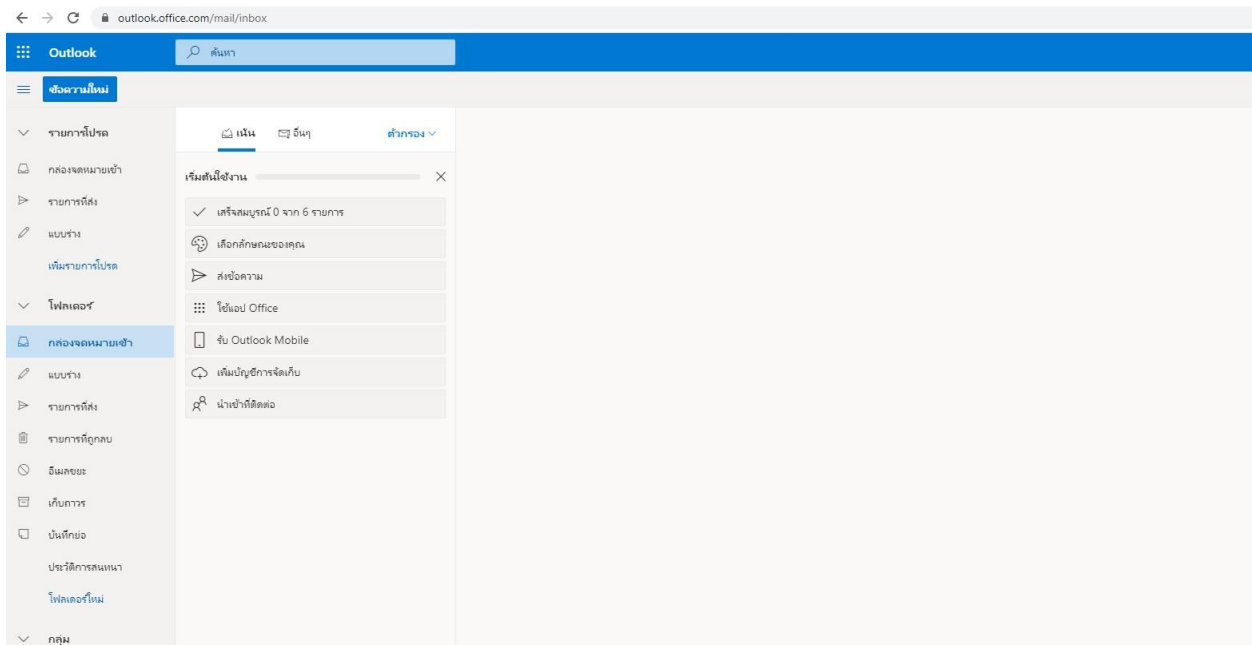 outlook.office.com/mail/inbox
Outlook
ค้นหา
ข้อความใหม่
รายการโปรด
กล่องจดหมายเข้า
รายการที่ส่ง
แบบร่าง
เพิ่มรายการโปรด
โฟลเดอร์
กล่องจดหมายเข้า
แบบร่าง
รายการที่ส่ง
รายการที่ถูกลบ
อีเมลขยะ
เก็บถาวร
บันทึกย่อ
ประวัติการสนทนา
โฟลเดอร์ใหม่
กลุ่ม
เน้น อื่นๆ ตัวกรอง
เริ่มต้นใช้งาน
เสร็จสมบูรณ์ 0 จาก 6 รายการ
เลือกลักษณะของคุณ
ส่งข้อความ
ใช้แอป Office
รับ Outlook Mobile
เพิ่มบัญชีการจัดเก็บ
นำเข้าที่ติดต่อ